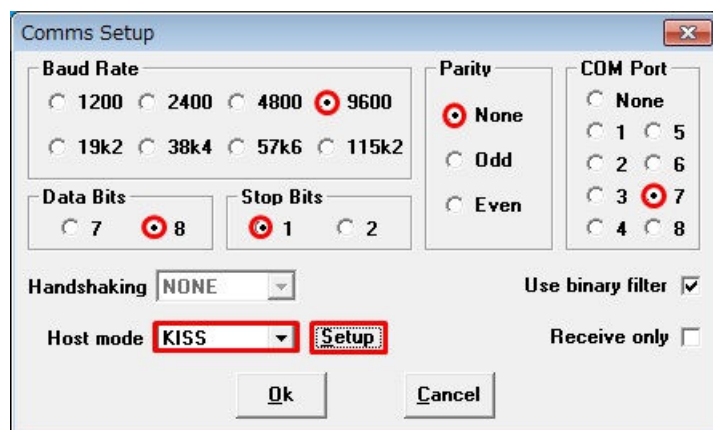 Comms Setup
Baud Rate
1200 2400 4800 9600
19k2 38k4 57k6 115k2
Parity
None
Odd
Even
COM Port
None
1 5
2 6
3 7
4 8
Data Bits
7 8
Stop Bits
1 2
Handshaking NONE
Use binary filter
Host mode KISS Setup
Receive only
Ok Cancel